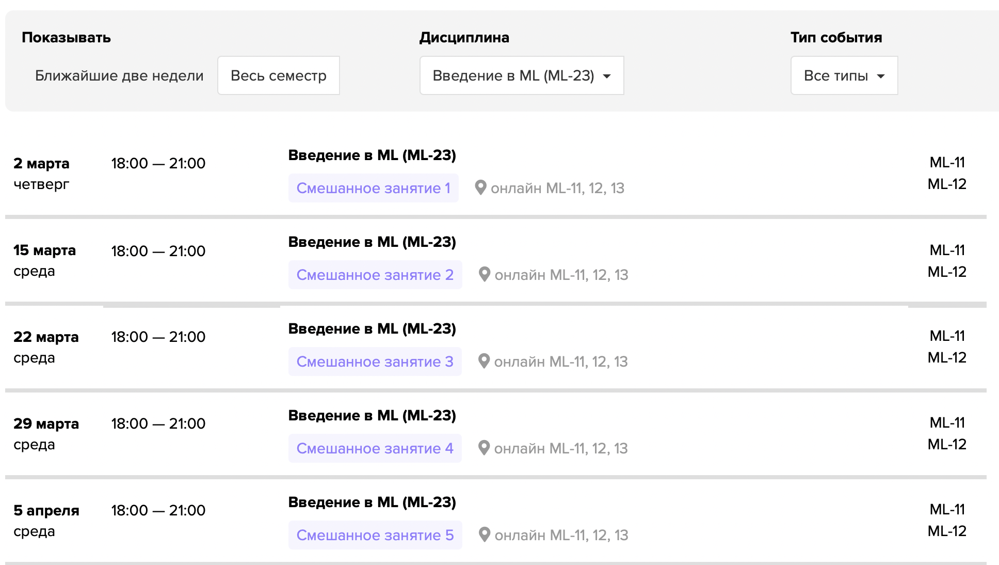 Показывать
Ближайшие две недели Весь семестр
Дисциплина
Введение в ML (ML-23)
Тип события
Все типы
2 марта
четверг
18:00 — 21:00
Введение в ML (ML-23)
Смешанное занятие 1 онлайн ML-11, 12, 13
ML-11
ML-12
15 марта
среда
18:00 — 21:00
Введение в ML (ML-23)
Смешанное занятие 2 онлайн ML-11, 12, 13
ML-11
ML-12
22 марта
среда
18:00 — 21:00
Введение в ML (ML-23)
Смешанное занятие 3 онлайн ML-11, 12, 13
ML-11
ML-12
29 марта
среда
18:00 — 21:00
Введение в ML (ML-23)
Смешанное занятие 4 онлайн ML-11, 12, 13
ML-11
ML-12
5 апреля
среда
18:00 — 21:00
Введение в ML (ML-23)
Смешанное занятие 5 онлайн ML-11, 12, 13
ML-11
ML-12